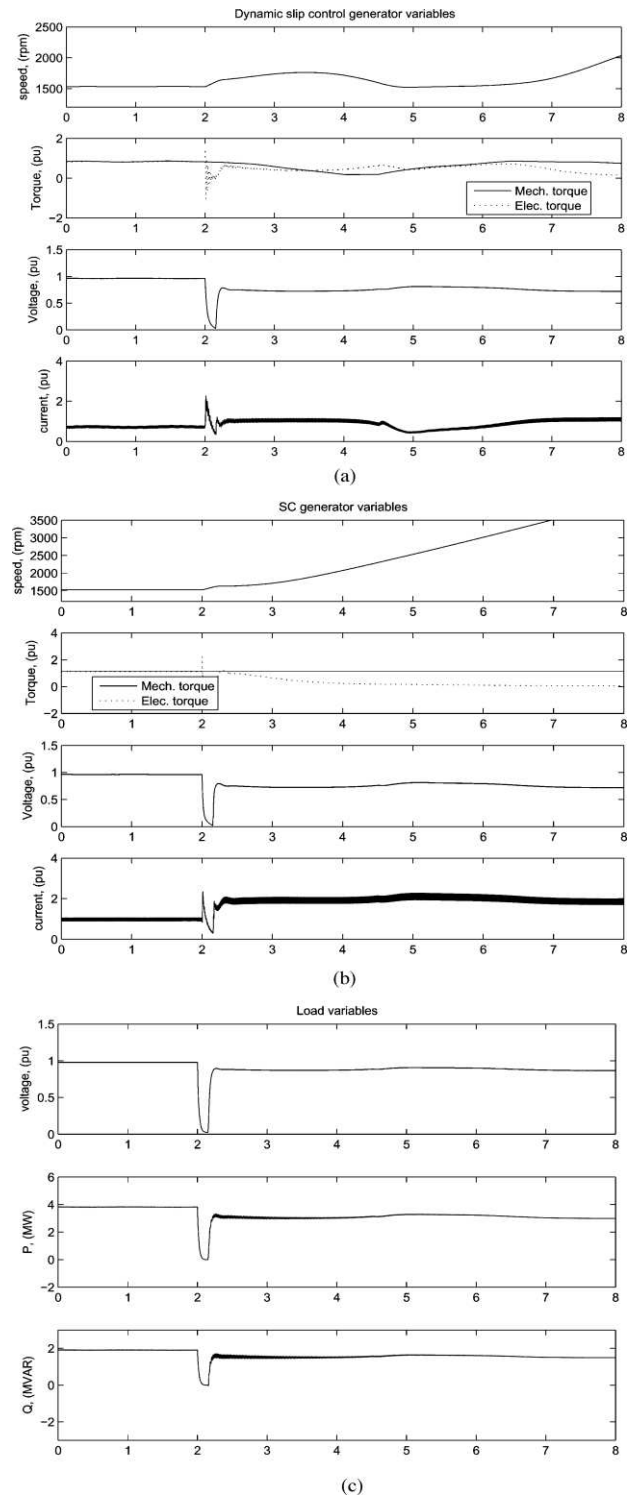 Dynamic slip control generator variables
speed, (rpm)
2500
2000
1500
0 1 2 3 4 5 6 7 8
Torque, (pu)
2
0
−2
Mech. torque
Elec. torque
0 1 2 3 4 5 6 7 8
Voltage, (pu)
1.5
1
0.5
0
0 1 2 3 4 5 6 7 8
current, (pu)
4
2
0
0 1 2 3 4 5 6 7 8
(a)
SC generator variables
speed, (rpm)
3500
3000
2500
2000
1500
0 1 2 3 4 5 6 7 8
Torque, (pu)
4
2
0
−2
Mech. torque
Elec. torque
0 1 2 3 4 5 6 7 8
Voltage, (pu)
1.5
1
0.5
0
0 1 2 3 4 5 6 7 8
current, (pu)
4
2
0
0 1 2 3 4 5 6 7 8
(b)
Load variables
voltage, (pu)
1.5
1
0.5
0
0 1 2 3 4 5 6 7 8
P, (MW)
6
4
2
0
−2
0 1 2 3 4 5 6 7 8
Q, (MVAR)
2
0
−2
0 1 2 3 4 5 6 7 8
(c)